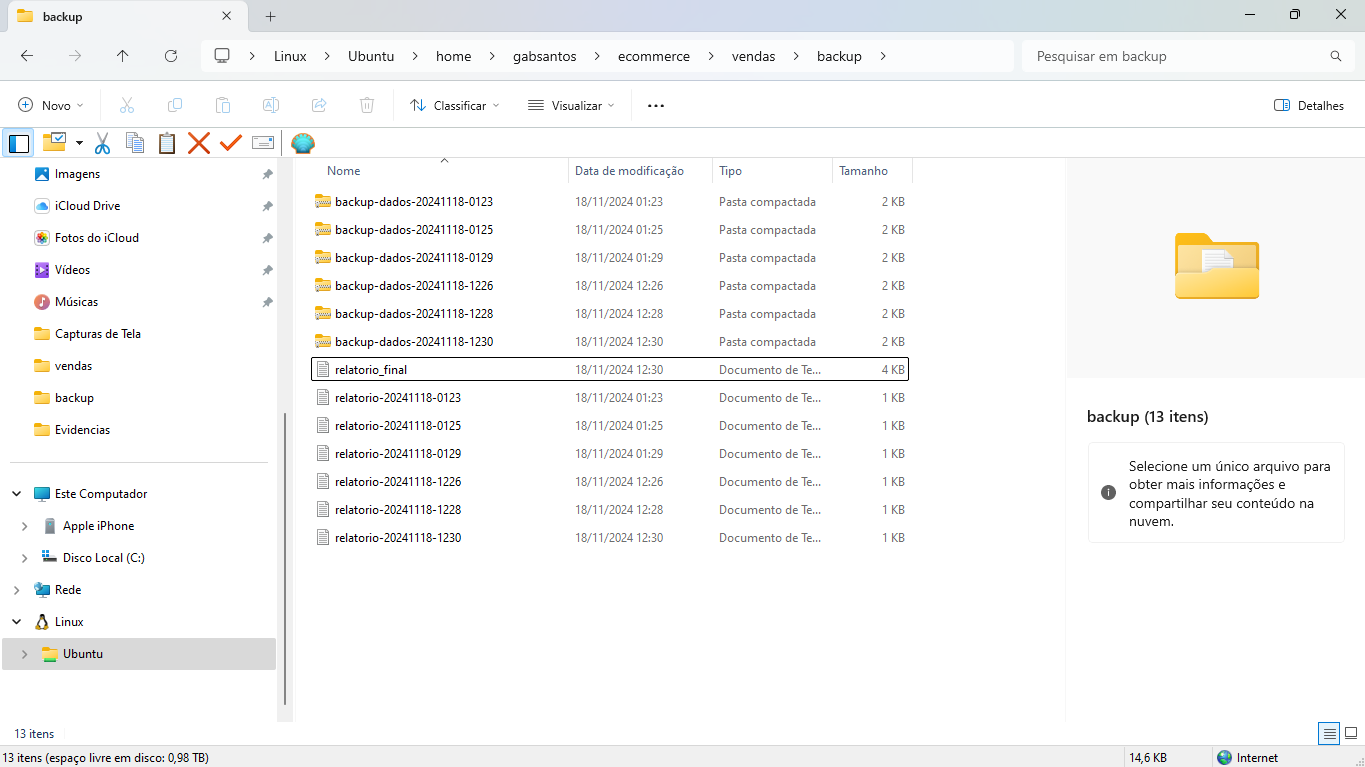 backup
Linux Ubuntu home gabsantos ecommerce vendas backup
Pesquisar em backup
Novo
Classificar
Visualizar
Detalhes
Imagens
iCloud Drive
Fotos do iCloud
Vídeos
Músicas
Capturas de Tela
vendas
backup
Evidencias
Este Computador
Apple iPhone
Disco Local (C:)
Rede
Linux
Ubuntu
Nome Data de modificação Tipo Tamanho
backup-dados-20241118-0123 18/11/2024 01:23 Pasta compactada 2 KB
backup-dados-20241118-0125 18/11/2024 01:25 Pasta compactada 2 KB
backup-dados-20241118-0129 18/11/2024 01:29 Pasta compactada 2 KB
backup-dados-20241118-1226 18/11/2024 12:26 Pasta compactada 2 KB
backup-dados-20241118-1228 18/11/2024 12:28 Pasta compactada 2 KB
backup-dados-20241118-1230 18/11/2024 12:30 Pasta compactada 2 KB
relatorio_final 18/11/2024 12:30 Documento de Te... 4 KB
relatorio-20241118-0123 18/11/2024 01:23 Documento de Te... 1 KB
relatorio-20241118-0125 18/11/2024 01:25 Documento de Te... 1 KB
relatorio-20241118-0129 18/11/2024 01:29 Documento de Te... 1 KB
relatorio-20241118-1226 18/11/2024 12:26 Documento de Te... 1 KB
relatorio-20241118-1228 18/11/2024 12:28 Documento de Te... 1 KB
relatorio-20241118-1230 18/11/2024 12:30 Documento de Te... 1 KB
backup (13 itens)
Selecione um único arquivo para
obter mais informações e
compartilhar seu conteúdo na
nuvem.
13 itens
13 itens (espaço livre em disco: 0,98 TB)
14,6 KB
Internet